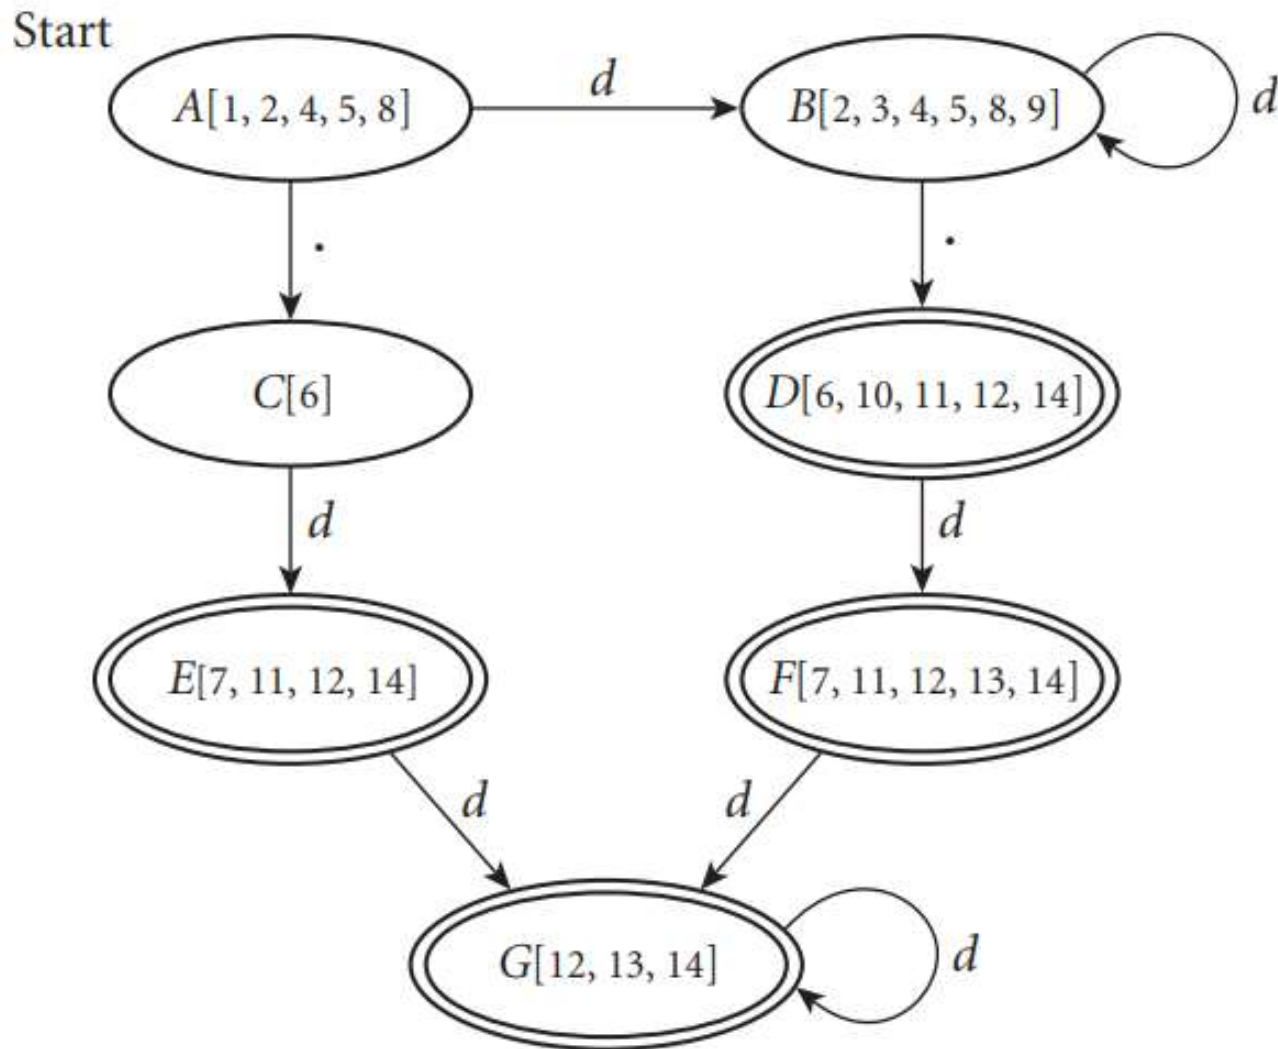 Start
A[1, 2, 4, 5, 8]
d
B[2, 3, 4, 5, 8, 9]
d
.
.
C[6]
D[6, 10, 11, 12, 14]
d
d
E[7, 11, 12, 14]
F[7, 11, 12, 13, 14]
d
d
G[12, 13, 14]
d